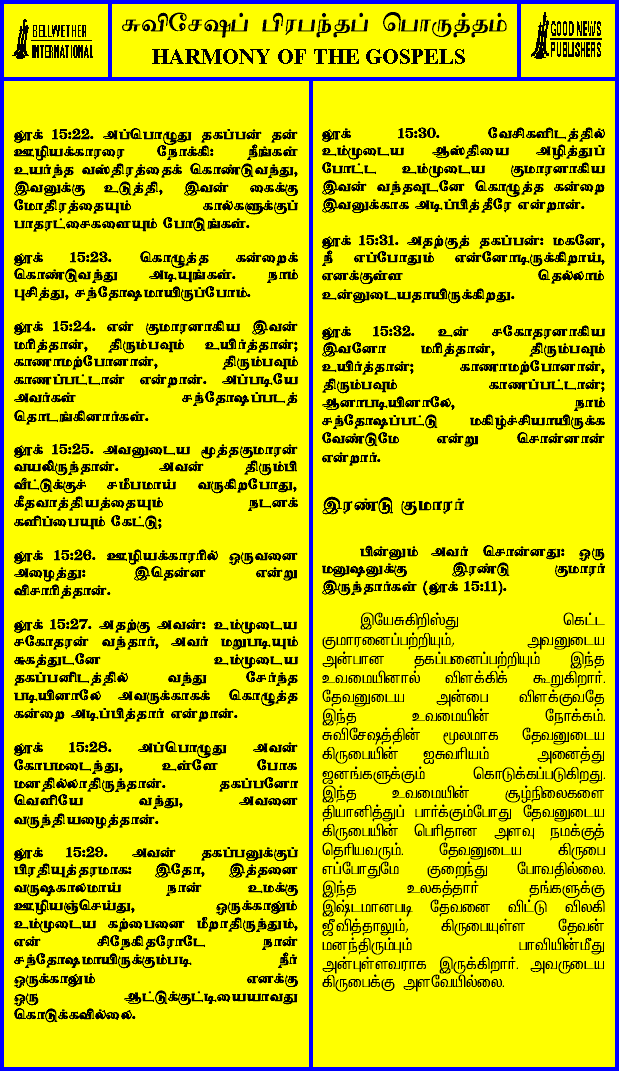 BELLWETHER
INTERNATIONAL
சுவிசேஷப் பிரபந்தப் பொருத்தம்
HARMONY OF THE GOSPELS
GOOD NEWS
PUBLISHERS
லூக் 15:22. அப்பொழுது தகப்பன் தன்
ஊழியக்காரரை நோக்கி: நீங்கள்
உயர்ந்த வஸ்திரத்தைக் கொண்டுவந்து,
இவனுக்கு உடுத்தி, இவன் கைக்கு
மோதிரத்தையும் கால்களுக்குப்
பாதரட்சைகளையும் போடுங்கள்.
லூக் 15:23. கொழுத்த கன்றைக்
கொண்டுவந்து அடியுங்கள். நாம்
புசித்து, சந்தோஷமாயிருப்போம்.
லூக் 15:24. என் குமாரனாகிய இவன்
மரித்தான், திரும்பவும் உயிர்த்தான்;
காணாமற்போனான், திரும்பவும்
காணப்பட்டான் என்றான். அப்படியே
அவர்கள் சந்தோஷப்படத்
தொடங்கினார்கள்.
லூக் 15:25. அவனுடைய மூத்தகுமாரன்
வயலிருந்தான். அவன் திரும்பி
வீட்டுக்குச் சமீபமாய் வருகிறபோது,
கீதவாத்தியத்தையும் நடனக்
களிப்பையும் கேட்டு;
லூக் 15:26. ஊழியக்காரரில் ஒருவனை
அழைத்து: இதென்ன என்று
விசாரித்தான்.
லூக் 15:27. அதற்கு அவன்: உம்முடைய
சகோதரன் வந்தார், அவர் மறுபடியும்
சுகத்துடனே உம்முடைய
தகப்பனிடத்தில் வந்து சேர்ந்த
படியினாலே அவருக்காகக் கொழுத்த
கன்றை அடிப்பித்தார் என்றான்.
லூக் 15:28. அப்பொழுது அவன்
கோபமடைந்து, உள்ளே போக
மனதில்லாதிருந்தான். தகப்பனோ
வெளியே வந்து, அவனை
வருந்தியழைத்தான்.
லூக் 15:29. அவன் தகப்பனுக்குப்
பிரதியுத்தரமாக: இதோ, இத்தனை
வருஷகாலமாய் நான் உமக்கு
ஊழியஞ்செய்து, ஒருக்காலும்
உம்முடைய கற்பனை மீறாதிருந்தும்,
என் சிநேகிதரோடே நான்
சந்தோஷமாயிருக்கும்படி நீர்
ஒருக்காலும் எனக்கு
ஒரு ஆட்டுக்குட்டியையாவது
கொடுக்கவில்லை.
லூக் 15:30. வேசிகளிடத்தில்
உம்முடைய ஆஸ்தியை அழித்துப்
போட்ட உம்முடைய குமாரனாகிய
இவன் வந்தவுடனே கொழுத்த கன்றை
இவனுக்காக அடிப்பித்தீரே என்றான்.
லூக் 15:31. அதற்குத் தகப்பன்: மகனே,
நீ எப்போதும் என்னோடிருக்கிறாய்,
எனக்குள்ள தெல்லாம்
உன்னுடையதாயிருக்கிறது.
லூக் 15:32. உன் சகோதரனாகிய
இவனோ மரித்தான், திரும்பவும்
உயிர்த்தான்; காணாமற்போனான்,
திரும்பவும் காணப்பட்டான்;
ஆனபடியினாலே, நாம்
சந்தோஷப்பட்டு மகிழ்ச்சியாயிருக்க
வேண்டுமே என்று சொன்னான்
என்றார்.
இரண்டு குமாரர்
பின்னும் அவர் சொன்னது: ஒரு
மனுஷனுக்கு இரண்டு குமாரர்
இருந்தார்கள் (லூக் 15:11).
இயேசுகிறிஸ்து கெட்ட
குமாரனைப்பற்றியும், அவனுடைய
அன்பான தகப்பனைப்பற்றியும் இந்த
உவமையினால் விளக்கிக் கூறுகிறார்.
தேவனுடைய அன்பை விளக்குவதே
இந்த உவமையின் நோக்கம்.
சுவிசேஷத்தின் மூலமாக தேவனுடைய
கிருபையின் ஐசுவரியம் அனைத்து
ஜனங்களுக்கும் கொடுக்கப்படுகிறது.
இந்த உவமையின் சூழ்நிலைகளை
தியானித்துப் பார்க்கும்போது தேவனுடைய
கிருபையின் பெரிதான அளவு நமக்குத்
தெரியவரும். தேவனுடைய கிருபை
எப்போதுமே குறைந்து போவதில்லை.
இந்த உலகத்தார் தங்களுக்கு
இஷ்டமானபடி தேவனை விட்டு விலகி
ஜீவித்தாலும், கிருபையுள்ள தேவன்
மனந்திரும்பும் பாவியின்மீது
அன்புள்ளவராக இருக்கிறார். அவருடைய
கிருபைக்கு அளவேயில்லை.